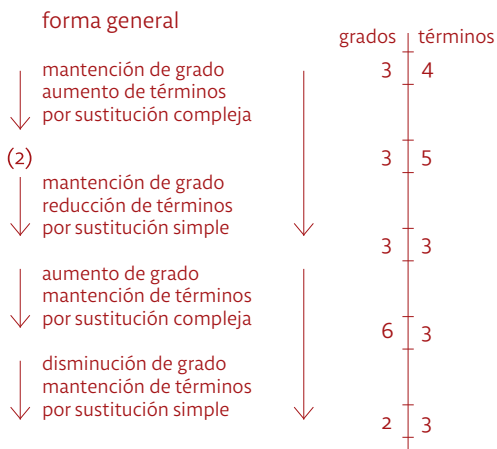 forma general
grados términos
mantención de grado
aumento de términos
por sustitución compleja
3 4
(2)
3 5
mantención de grado
reducción de términos
por sustitución simple
3 3
aumento de grado
mantención de términos
por sustitución compleja
6 3
disminución de grado
mantención de términos
por sustitución simple
2 3